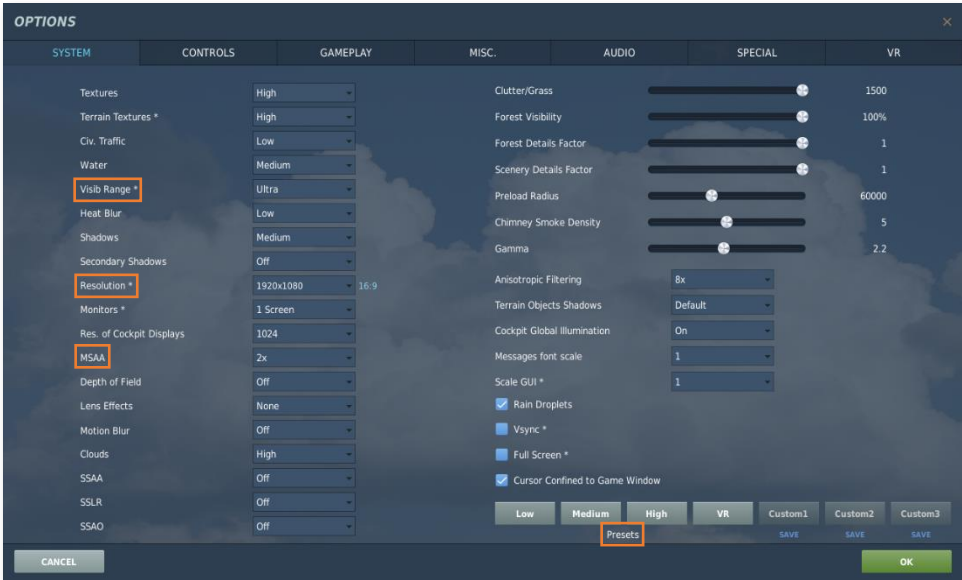 OPTIONS
SYSTEM CONTROLS GAMEPLAY MISC. AUDIO SPECIAL VR
Textures High
Terrain Textures * High
Civ. Traffic Low
Water Medium
Visib Range * Ultra
Heat Blur Low
Shadows Medium
Secondary Shadows Off
Resolution * 1920x1080 16:9
Monitors * 1 Screen
Res. of Cockpit Displays 1024
MSAA 2x
Depth of Field Off
Lens Effects None
Motion Blur Off
Clouds High
SSAA Off
SSLR Off
SSAO Off
Clutter/Grass 1500
Forest Visibility 100%
Forest Details Factor 1
Scenery Details Factor 1
Preload Radius 60000
Chimney Smoke Density 5
Gamma 2.2
Anisotropic Filtering 8x
Terrain Objects Shadows Default
Cockpit Global Illumination On
Messages font scale 1
Scale GUI * 1
Rain Droplets
Vsync *
Full Screen *
Cursor Confined to Game Window
Low Medium High VR Custom1 Custom2 Custom3
Presets SAVE SAVE SAVE
CANCEL OK